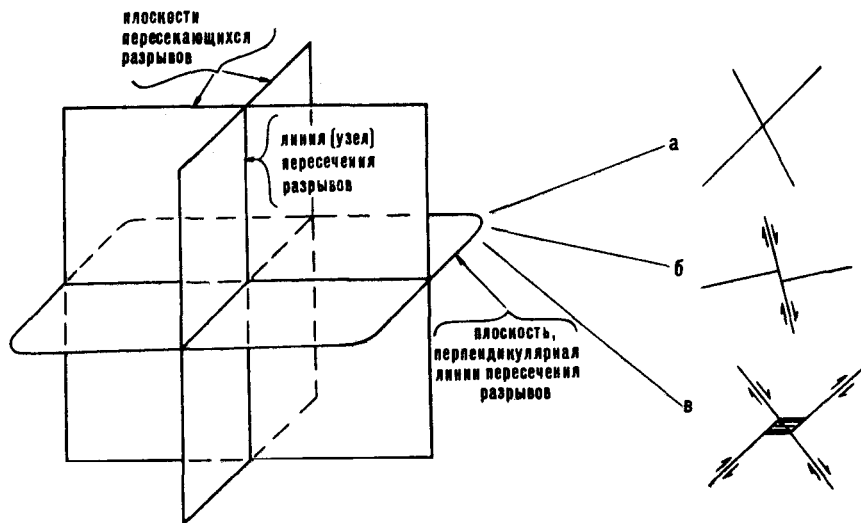 плоскости
пересекающихся
разрывов
линия (узел)
пересечения
разрывов
а
б
плоскость,
перпендикулярная
линии пересечения
разрывов
в